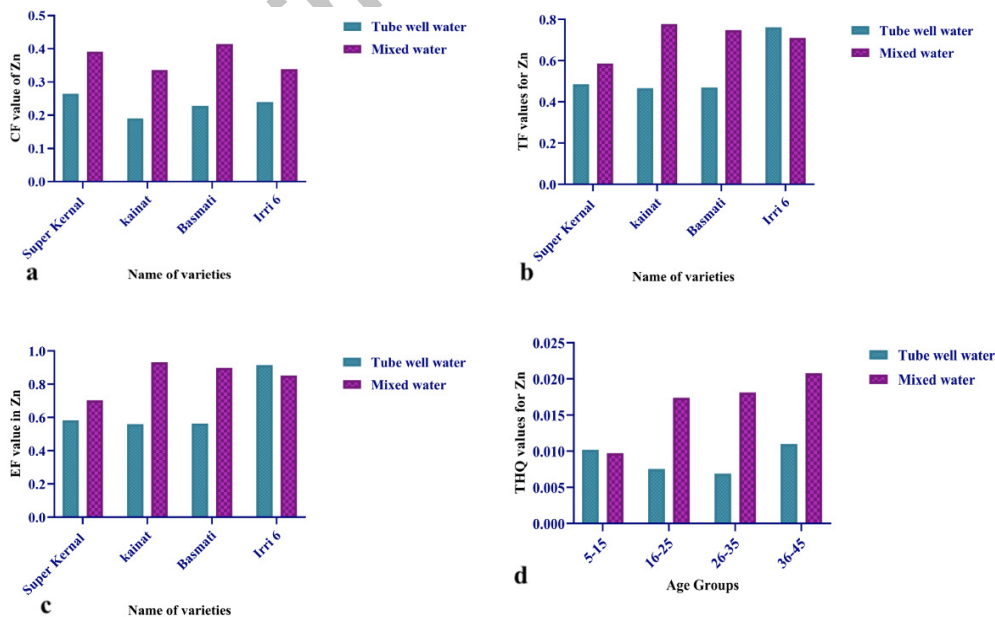 0.5
0.4
0.3
0.2
0.1
0.0
CF value of Zn
Super Kernal
kainat
Basmati
Irri 6
Name of varieties
Tube well water
Mixed water
a
0.8
0.6
0.4
0.2
0.0
TF values for Zn
Super Kernal
kainat
Basmati
Irri 6
Name of varieties
Tube well water
Mixed water
b
1.0
0.8
0.6
0.4
0.2
0.0
EF value in Zn
Super Kernal
kainat
Basmati
Irri 6
Name of varieties
Tube well water
Mixed water
c
0.025
0.020
0.015
0.010
0.005
0.000
THQ values for Zn
5-15
16-25
26-35
36-45
Age Groups
Tube well water
Mixed water
d